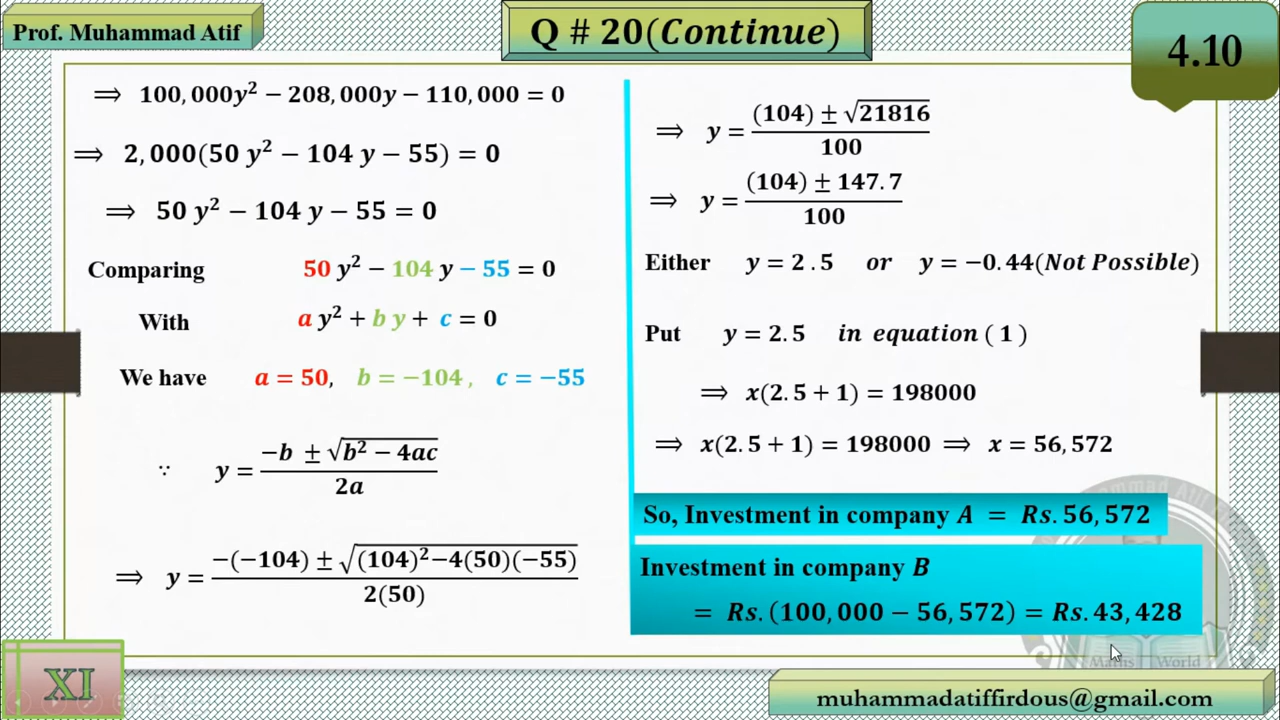 Prof. Muhammad Atif
Q # 20(Continue)
4.10
⟹ 100,000y² − 208,000y − 110,000 = 0
⟹ 2,000(50 y² − 104 y − 55) = 0
⟹ 50 y² − 104 y − 55 = 0
Comparing 50 y² − 104 y − 55 = 0
With a y² + b y + c = 0
We have a = 50, b = −104 , c = −55
∵ y = (−b ± √(b² − 4ac)) / 2a
⟹ y = (−(−104) ± √((104)²−4(50)(−55))) / 2(50)
⟹ y = ((104) ± √21816) / 100
⟹ y = ((104) ± 147.7) / 100
Either y = 2 . 5 or y = −0.44(Not Possible)
Put y = 2.5 in equation ( 1 )
⟹ x(2.5 + 1) = 198000
⟹ x(2.5 + 1) = 198000 ⟹ x = 56,572
So, Investment in company A = Rs. 56,572
Investment in company B
= Rs. (100,000 − 56,572) = Rs. 43,428
Maths World
XI
muhammadatiffirdous@gmail.com